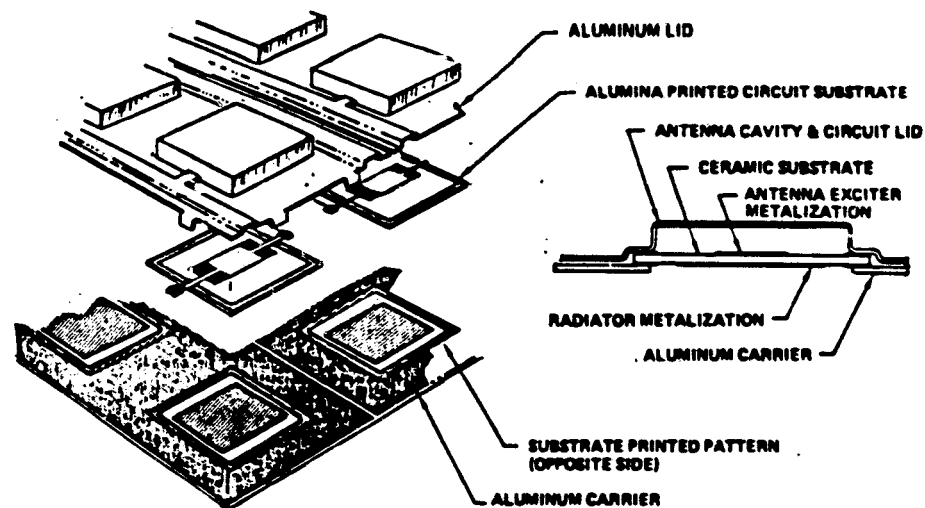 ALUMINUM LID
ALUMINA PRINTED CIRCUIT SUBSTRATE
ANTENNA CAVITY & CIRCUIT LID
CERAMIC SUBSTRATE
ANTENNA EXCITER
METALIZATION
RADIATOR METALIZATION
ALUMINUM CARRIER
SUBSTRATE PRINTED PATTERN
(OPPOSITE SIDE)
ALUMINUM CARRIER